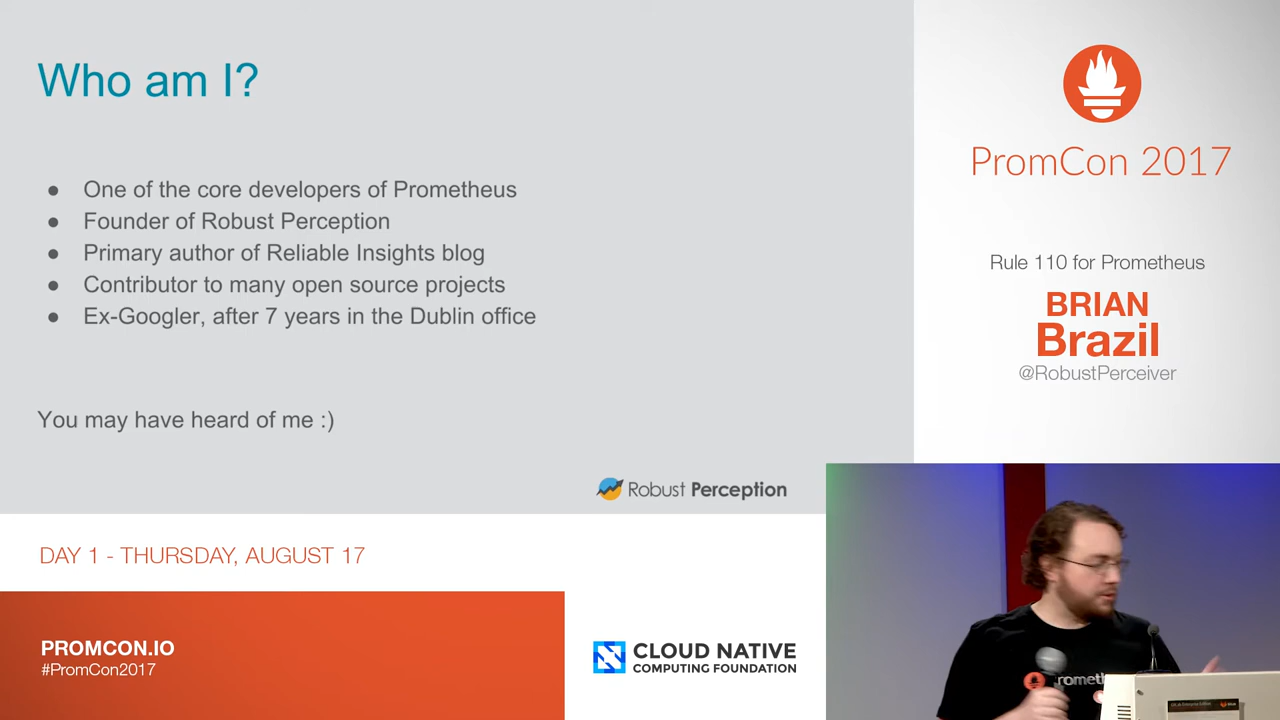 Who am I?
● One of the core developers of Prometheus
● Founder of Robust Perception
● Primary author of Reliable Insights blog
● Contributor to many open source projects
● Ex-Googler, after 7 years in the Dublin office
You may have heard of me :)
Robust Perception
PromCon 2017
Rule 110 for Prometheus
BRIAN
Brazil
@RobustPerceiver
DAY 1 - THURSDAY, AUGUST 17
PROMCON.IO
#PromCon2017
CLOUD NATIVE
COMPUTING FOUNDATION